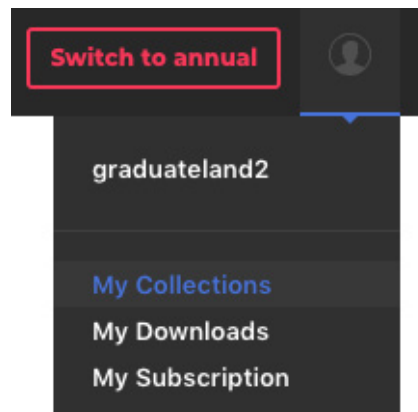 Switch to annual
graduateland2
My Collections
My Downloads
My Subscription